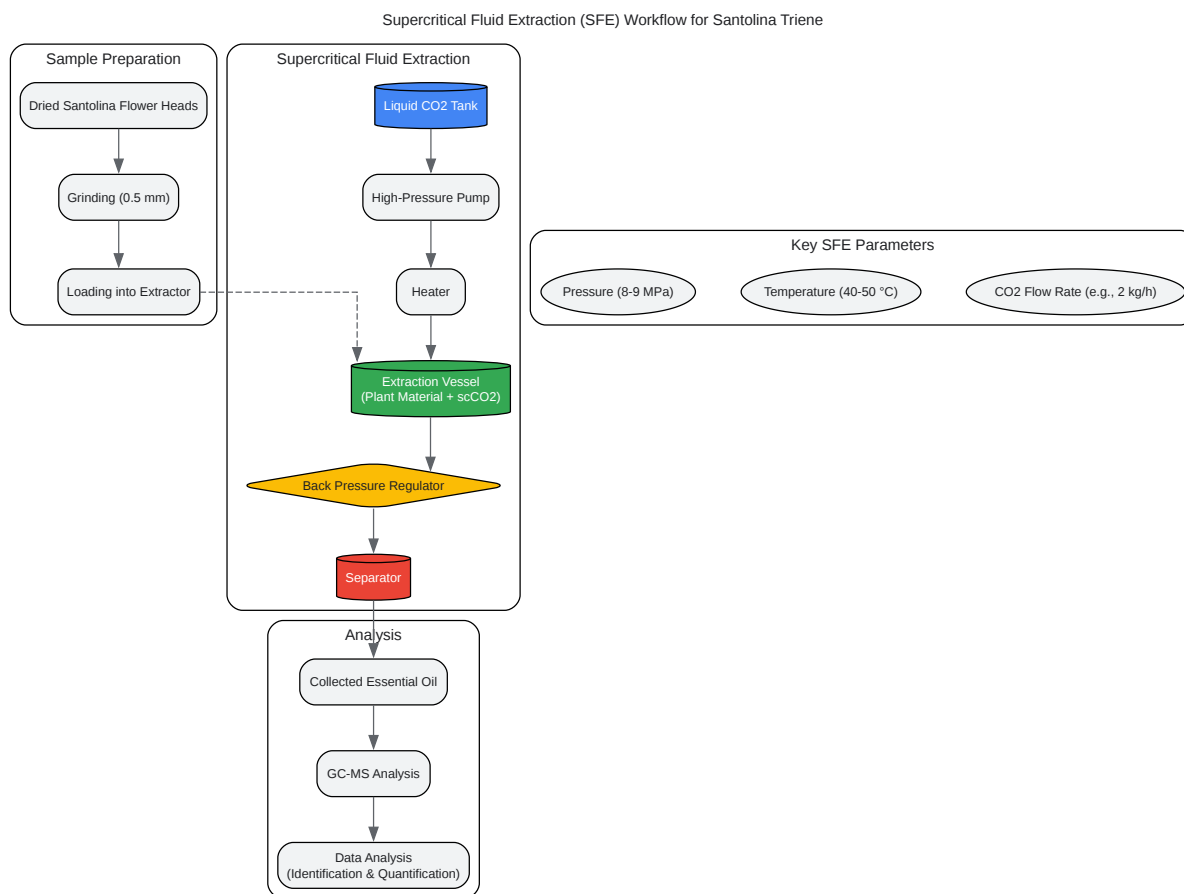 Supercritical Fluid Extraction (SFE) Workflow for Santolina Triene
Sample Preparation
Dried Santolina Flower Heads
Grinding (0.5 mm)
Loading into Extractor
Supercritical Fluid Extraction
Liquid CO2 Tank
High-Pressure Pump
Heater
Extraction Vessel
(Plant Material + scCO2)
Back Pressure Regulator
Separator
Key SFE Parameters
Pressure (8-9 MPa)
Temperature (40-50 °C)
CO2 Flow Rate (e.g., 2 kg/h)
Analysis
Collected Essential Oil
GC-MS Analysis
Data Analysis
(Identification & Quantification)